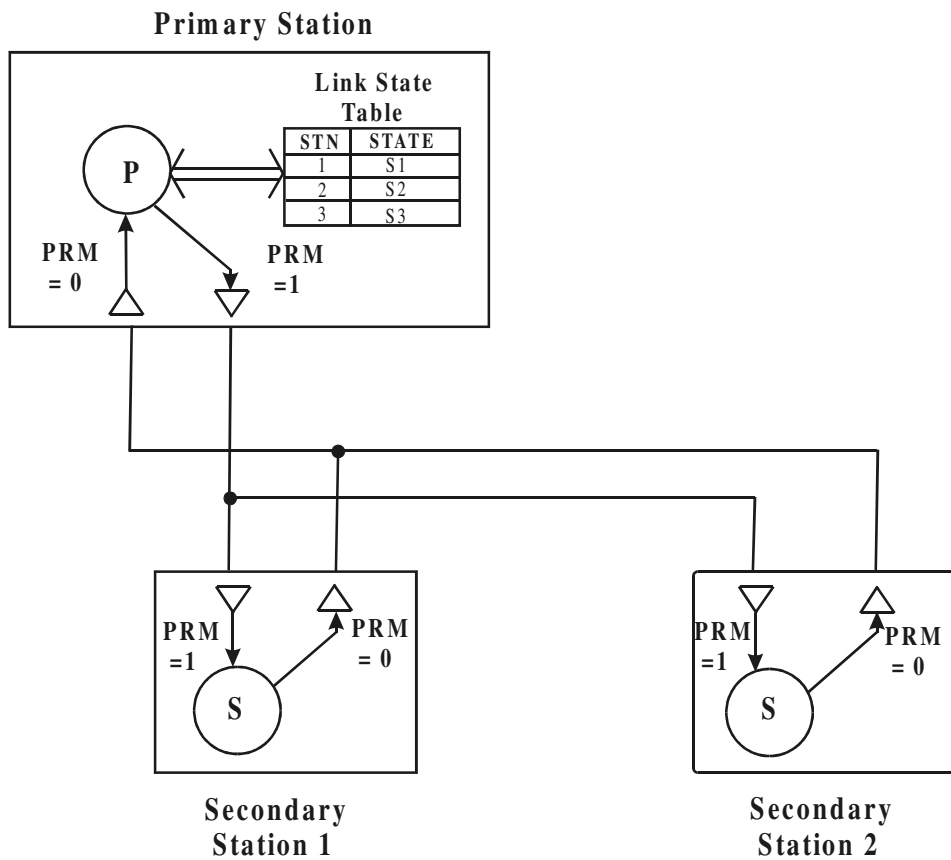 Primary Station
Link State
Table
STN STATE
1 S1
2 S2
3 S3
P
PRM
= 0
PRM
=1
PRM
=1
PRM
= 0
S
PRM
=1
PRM
= 0
S
Secondary
Station 1
Secondary
Station 2